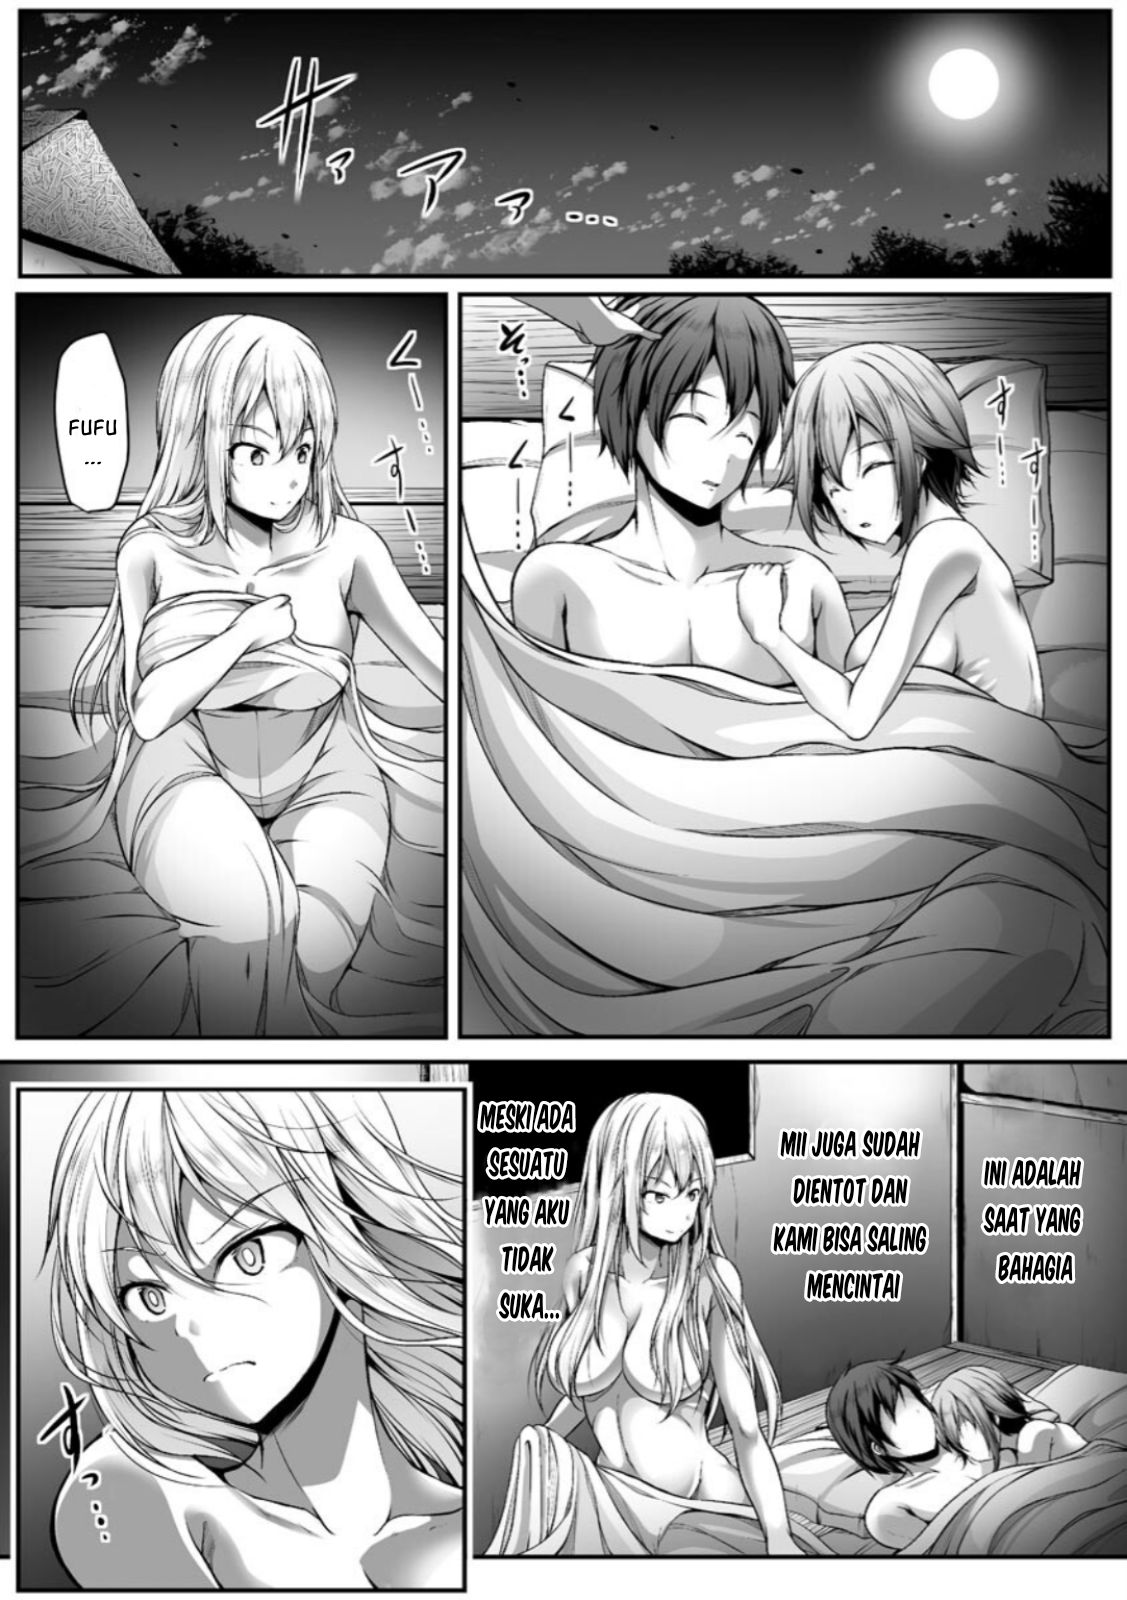 サァアァ…
そっ…
くー…
くー…
すー…
すー…
くー…
すー…
FUFU
...
INI ADALAH
SAAT YANG
BAHAGIA
MII JUGA SUDAH
DIENTOT DAN
KAMI BISA SALING
MENCINTAI
MESKI ADA
SESUATU
YANG AKU
TIDAK
SUKA...
すっ…